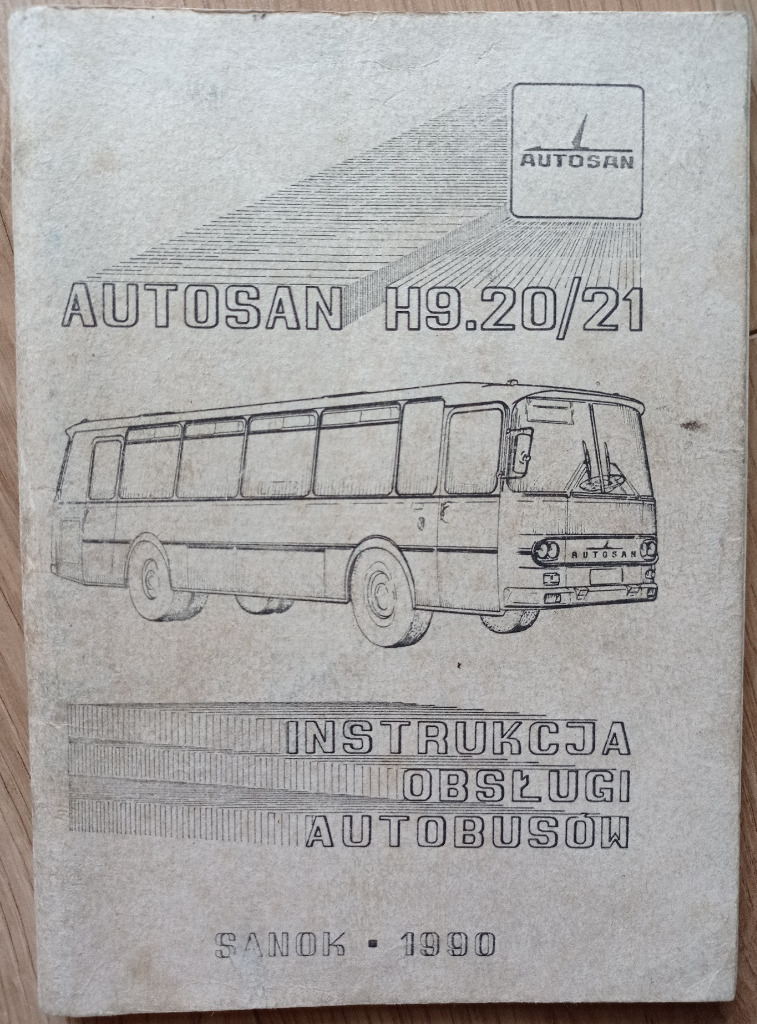 AUTOSAN
AUTOSAN H9.20/21
AUTOSAN
INSTRUKCJA
OBSŁUGI
AUTOBUSÓW
SANOK ▪ 1990